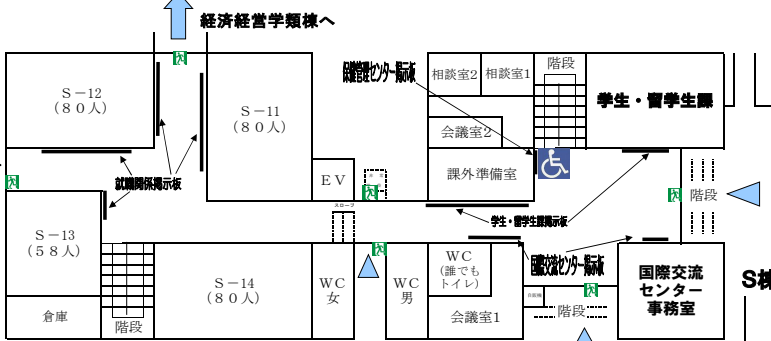 経済経営学類棟へ
保健管理センター掲示板
相談室2
相談室1
階段
S－12
（80人）
S－11
（80人）
学生・留学生課
会議室2
課外準備室
就職関係掲示板
EV
階段
スロープ
学生・留学生課掲示板
S－13
（58人）
S－14
（80人）
WC
女
WC
男
WC
（誰でも
トイレ）
国際交流センター掲示板
国際交流
センター
事務室
S棟
倉庫
階段
会議室1
階段